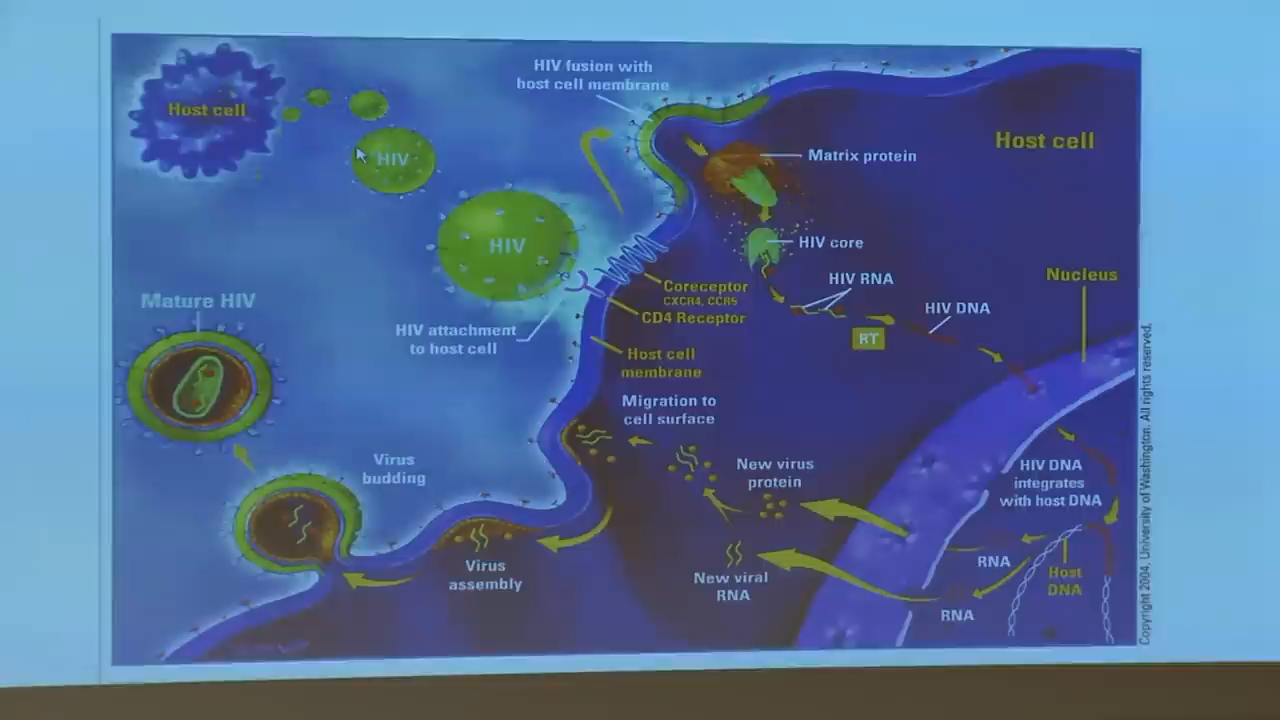 HIV fusion with
host cell membrane
Host cell
HIV
Host cell
Matrix protein
HIV
HIV core
HIV RNA
Nucleus
Coreceptor
CXCR4, CCR5
CD4 Receptor
HIV DNA
Mature HIV
HIV attachment
to host cell
RT
Host cell
membrane
Migration to
cell surface
Virus
budding
New virus
protein
HIV DNA
integrates
with host DNA
RNA
Host
DNA
Virus
assembly
New viral
RNA
RNA
Copyright 2004, University of Washington. All rights reserved.